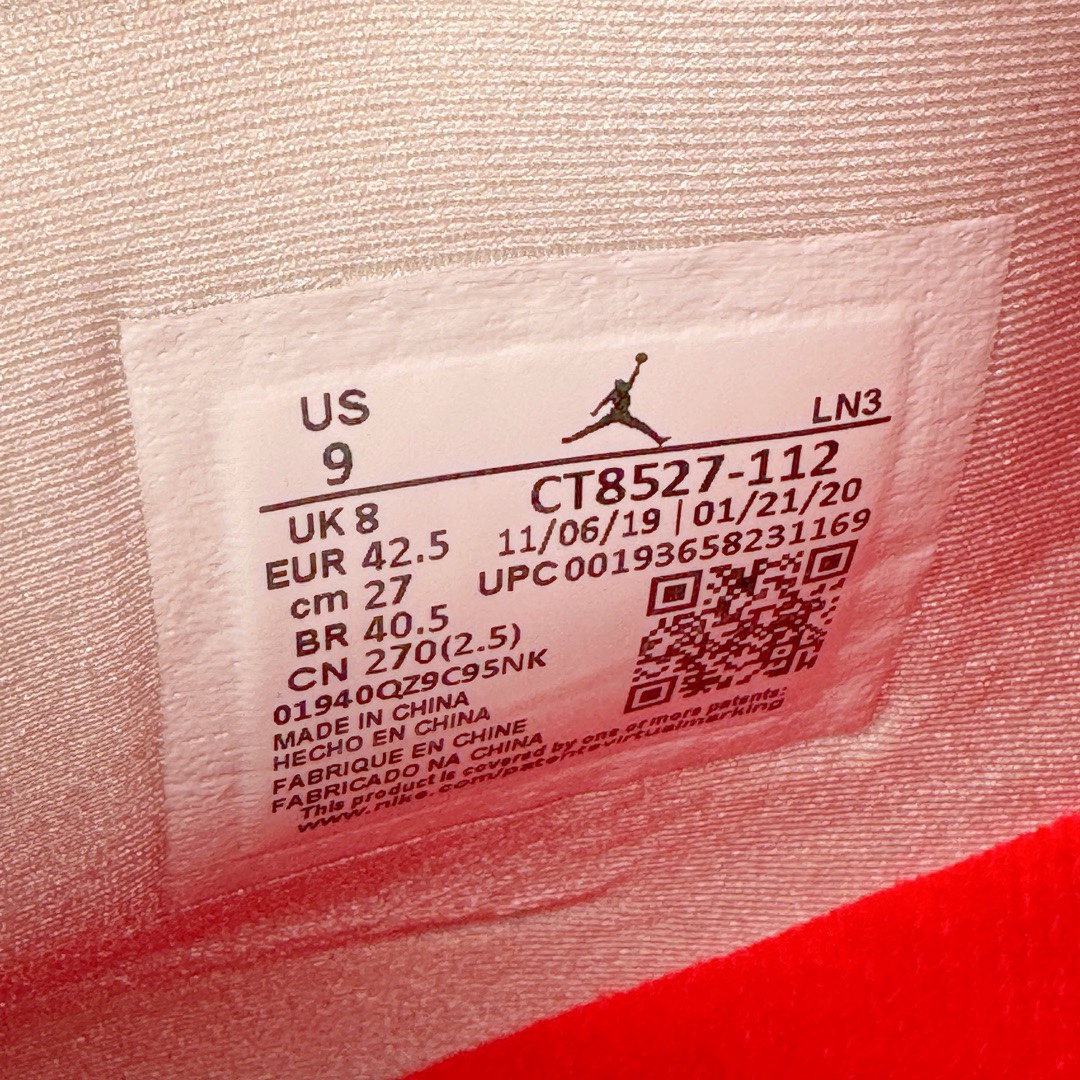 US
9
LN3
UK 8
EUR 42.5
cm 27
BR 40.5
CN 270(2.5)
CT8527-112
11/06/19 | 01/21/20
UPC 00193658231169
01940QZ9C95NK
MADE IN CHINA
HECHO EN CHINA
FABRIQUE EN CHINE
FABRICADO NA CHINA
This product is covered by one or more patents:
www.nike.com/patentsvirtualmarking